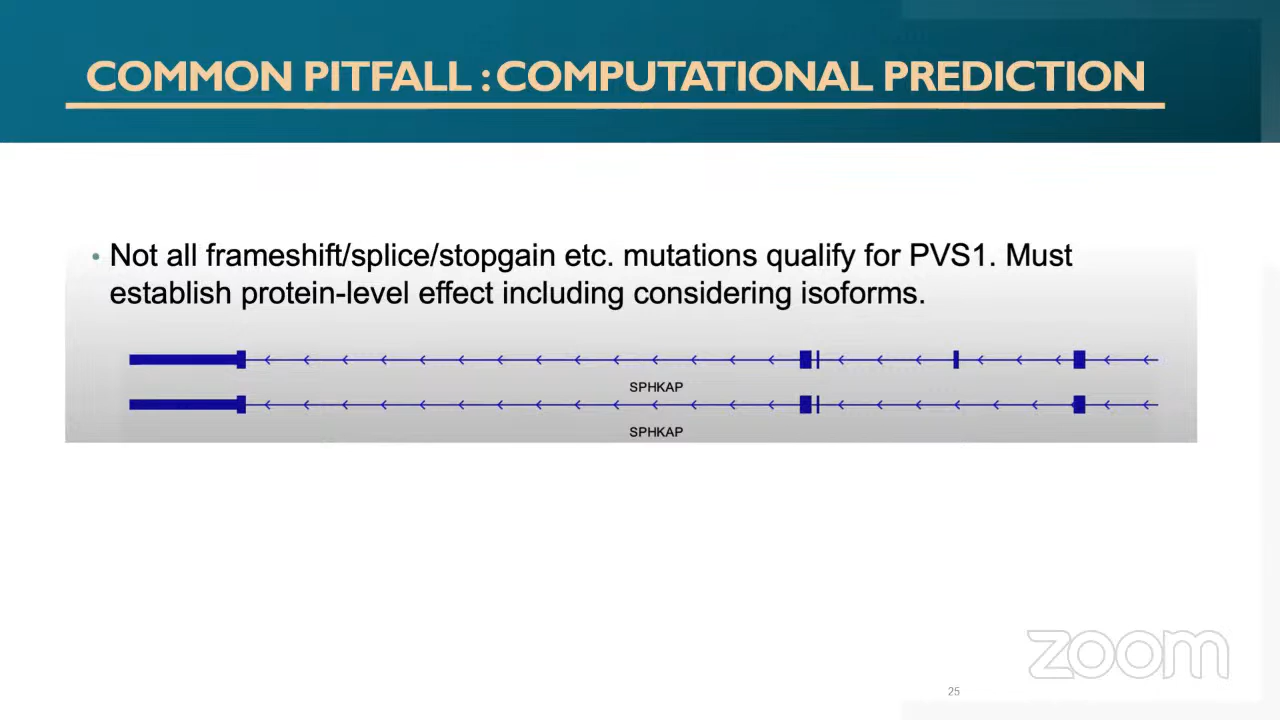 COMMON PITFALL : COMPUTATIONAL PREDICTION
• Not all frameshift/splice/stopgain etc. mutations qualify for PVS1. Must
establish protein-level effect including considering isoforms.
SPHKAP
SPHKAP
zoom
25